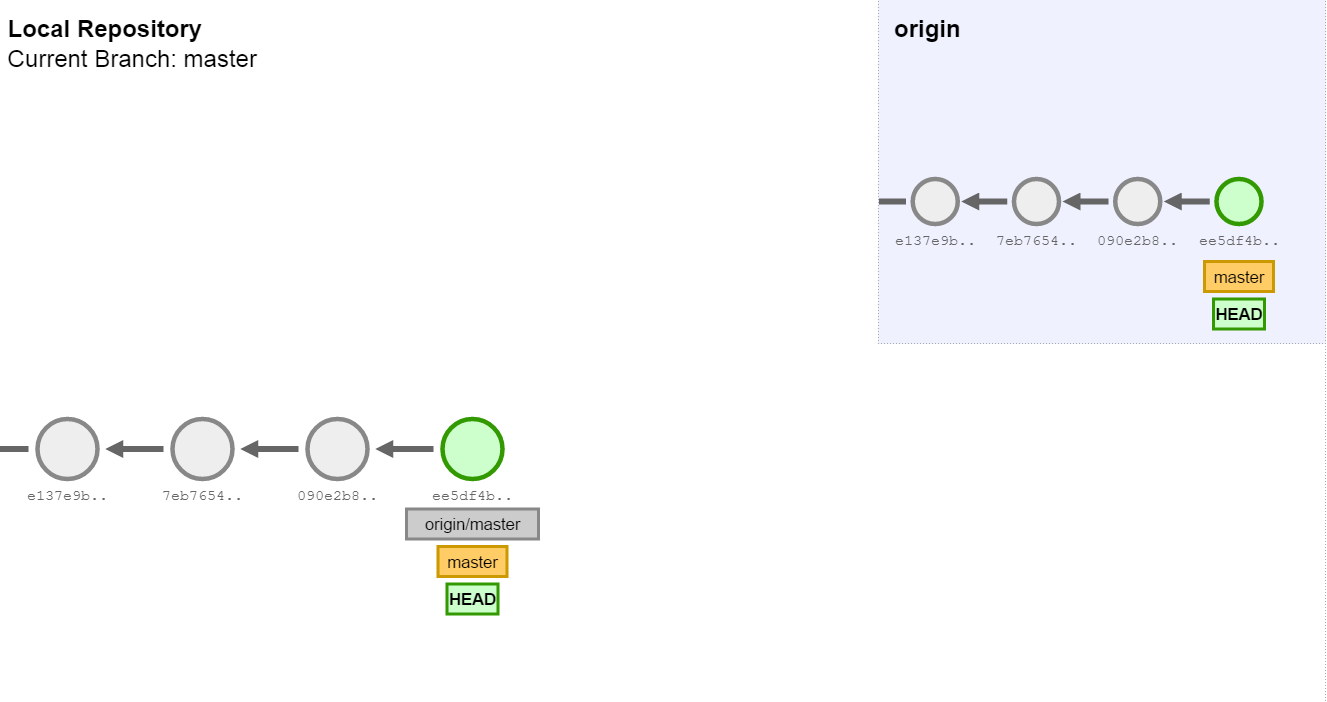 Local Repository
Current Branch: master
origin
e137e9b.. 7eb7654.. 090e2b8.. ee5df4b..
master
HEAD
e137e9b.. 7eb7654.. 090e2b8.. ee5df4b..
origin/master
master
HEAD